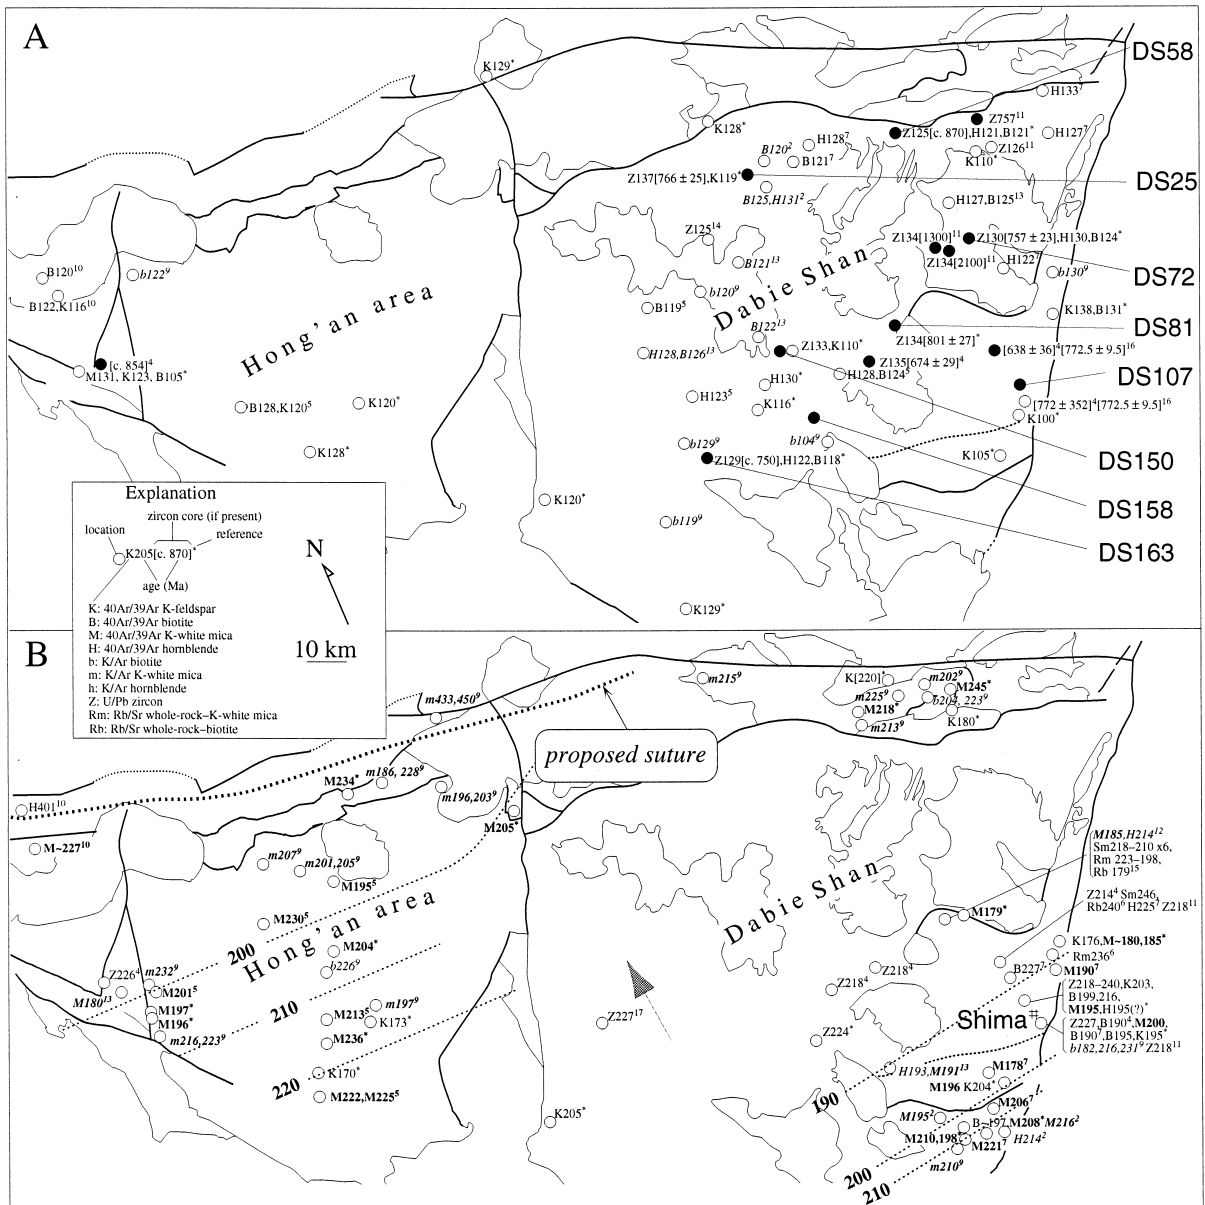 A
DS58
K129*
H133⁷
K128*
Z757¹¹
Z125[c. 870],H121,B121*
H127⁷
H128⁷
Z126¹¹
B120²
B121⁷
K110*
Z137[766 ± 25],K119*
DS25
B125,H131²
H127,B125¹³
Z125¹⁴
Z134[1300]¹¹
Z130[757 ± 23],H130,B124*
Z134[2100]¹¹
H122⁷
B120¹⁰
b122⁹
B121¹³
b130⁹
DS72
B122,K116¹⁰
b120⁹
B119⁵
K138,B131*
Hong'an area
Dabie Shan
B122¹³
DS81
Z134[801 ± 27]*
H128,B126¹³
Z133,K110*
[638 ± 36]⁴[772.5 ± 9.5]¹⁶
[c. 854]⁴
Z135[674 ± 29]⁴
M131, K123, B105*
H130*
H128,B124⁵
DS107
H123⁵
B128,K120⁵
K120*
K116*
[772 ± 352]⁴[772.5 ± 9.5]¹⁶
K100*
b129⁹
b104⁹
K128*
Z129[c. 750],H122,B118*
K105*
DS150
K120*
DS158
b119⁹
DS163
K129*
Explanation
zircon core (if present)
location
reference
K205[c. 870]*
age (Ma)
K: 40Ar/39Ar K-feldspar
B: 40Ar/39Ar biotite
M: 40Ar/39Ar K-white mica
H: 40Ar/39Ar hornblende
b: K/Ar biotite
m: K/Ar K-white mica
h: K/Ar hornblende
Z: U/Pb zircon
Rm: Rb/Sr whole-rock–K-white mica
Rb: Rb/Sr whole-rock–biotite
N
10 km
B
m215⁹
K[220]*
m202⁹
m225⁹
M245*
m433,450⁹
b204, 223⁹
M218*
K180*
m213⁹
proposed suture
m186, 228⁹
M234*
H401¹⁰
m196,203⁹
M205*
M~227¹⁰
m207⁹
m201,205⁹
M195⁵
M185,H214¹²
Sm218–210 x6,
Rm 223–198,
Rb 179¹⁵
Hong'an area
Dabie Shan
M230⁵
M179*
Z214⁴ Sm246,
Rb240⁶ H225⁷ Z218¹¹
200
M204*
b226⁹
K176,M~180,185*
Rm236⁶
Z226⁴
m232⁹
Z218⁴
B227⁷
M190⁷
M180¹³
M201⁵
Z218⁴
Z218–240, K203,
B199,216,
M195,H195(?)*
M197*
M196*
210
m197⁹
M213⁵
K173*
Z227¹⁷
Shima#
Z227,B190⁴,M200,
B190⁷,B195,K195*
b182,216,231⁹ Z218¹¹
m216,223⁹
M236*
Z224*
220
K170*
H193,M191¹³
M178⁷
M196 K204*
M222,M225⁵
190
K205*
M206⁷
M195²
B~197
M208*M216²
M210,198*
M221⁷
H214²
m210⁹
200
210